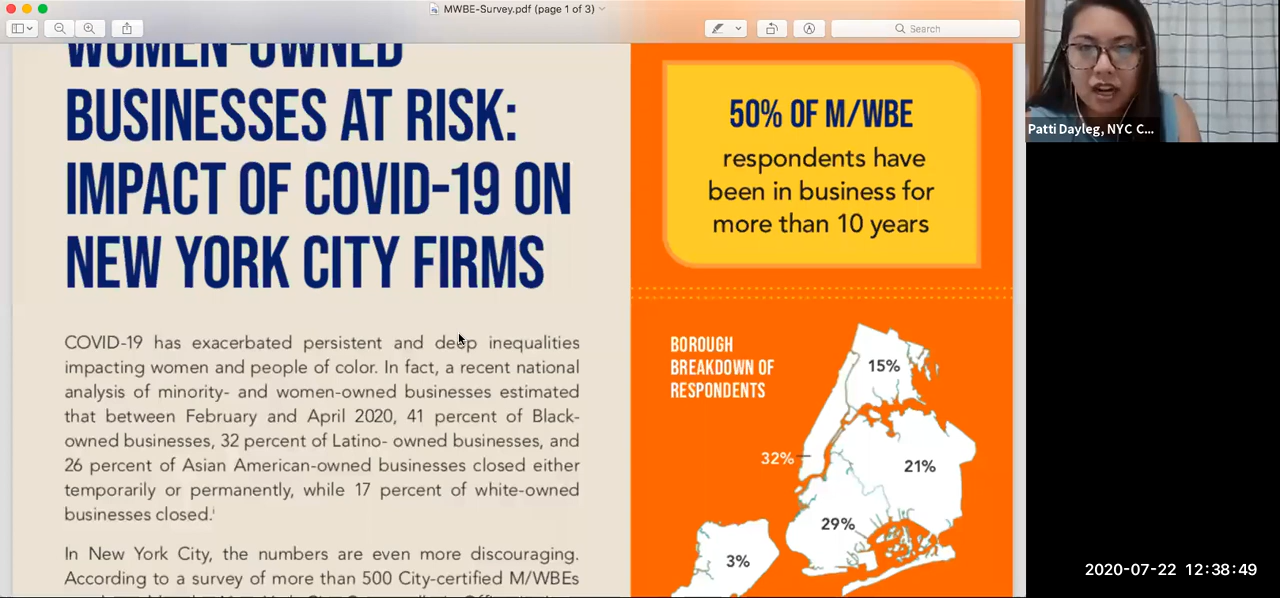 MWBE-Survey.pdf (page 1 of 3)
Search
WOMEN-OWNED
BUSINESSES AT RISK:
IMPACT OF COVID-19 ON
NEW YORK CITY FIRMS
COVID-19 has exacerbated persistent and deep inequalities
impacting women and people of color. In fact, a recent national
analysis of minority- and women-owned businesses estimated
that between February and April 2020, 41 percent of Black-
owned businesses, 32 percent of Latino- owned businesses, and
26 percent of Asian American-owned businesses closed either
temporarily or permanently, while 17 percent of white-owned
businesses closed.ⁱ
In New York City, the numbers are even more discouraging.
According to a survey of more than 500 City-certified M/WBEs
50% OF M/WBE
respondents have
been in business for
more than 10 years
BOROUGH
BREAKDOWN OF
RESPONDENTS
15%
32%
21%
29%
3%
Patti Dayleg, NYC C...
2020-07-22 12:38:49